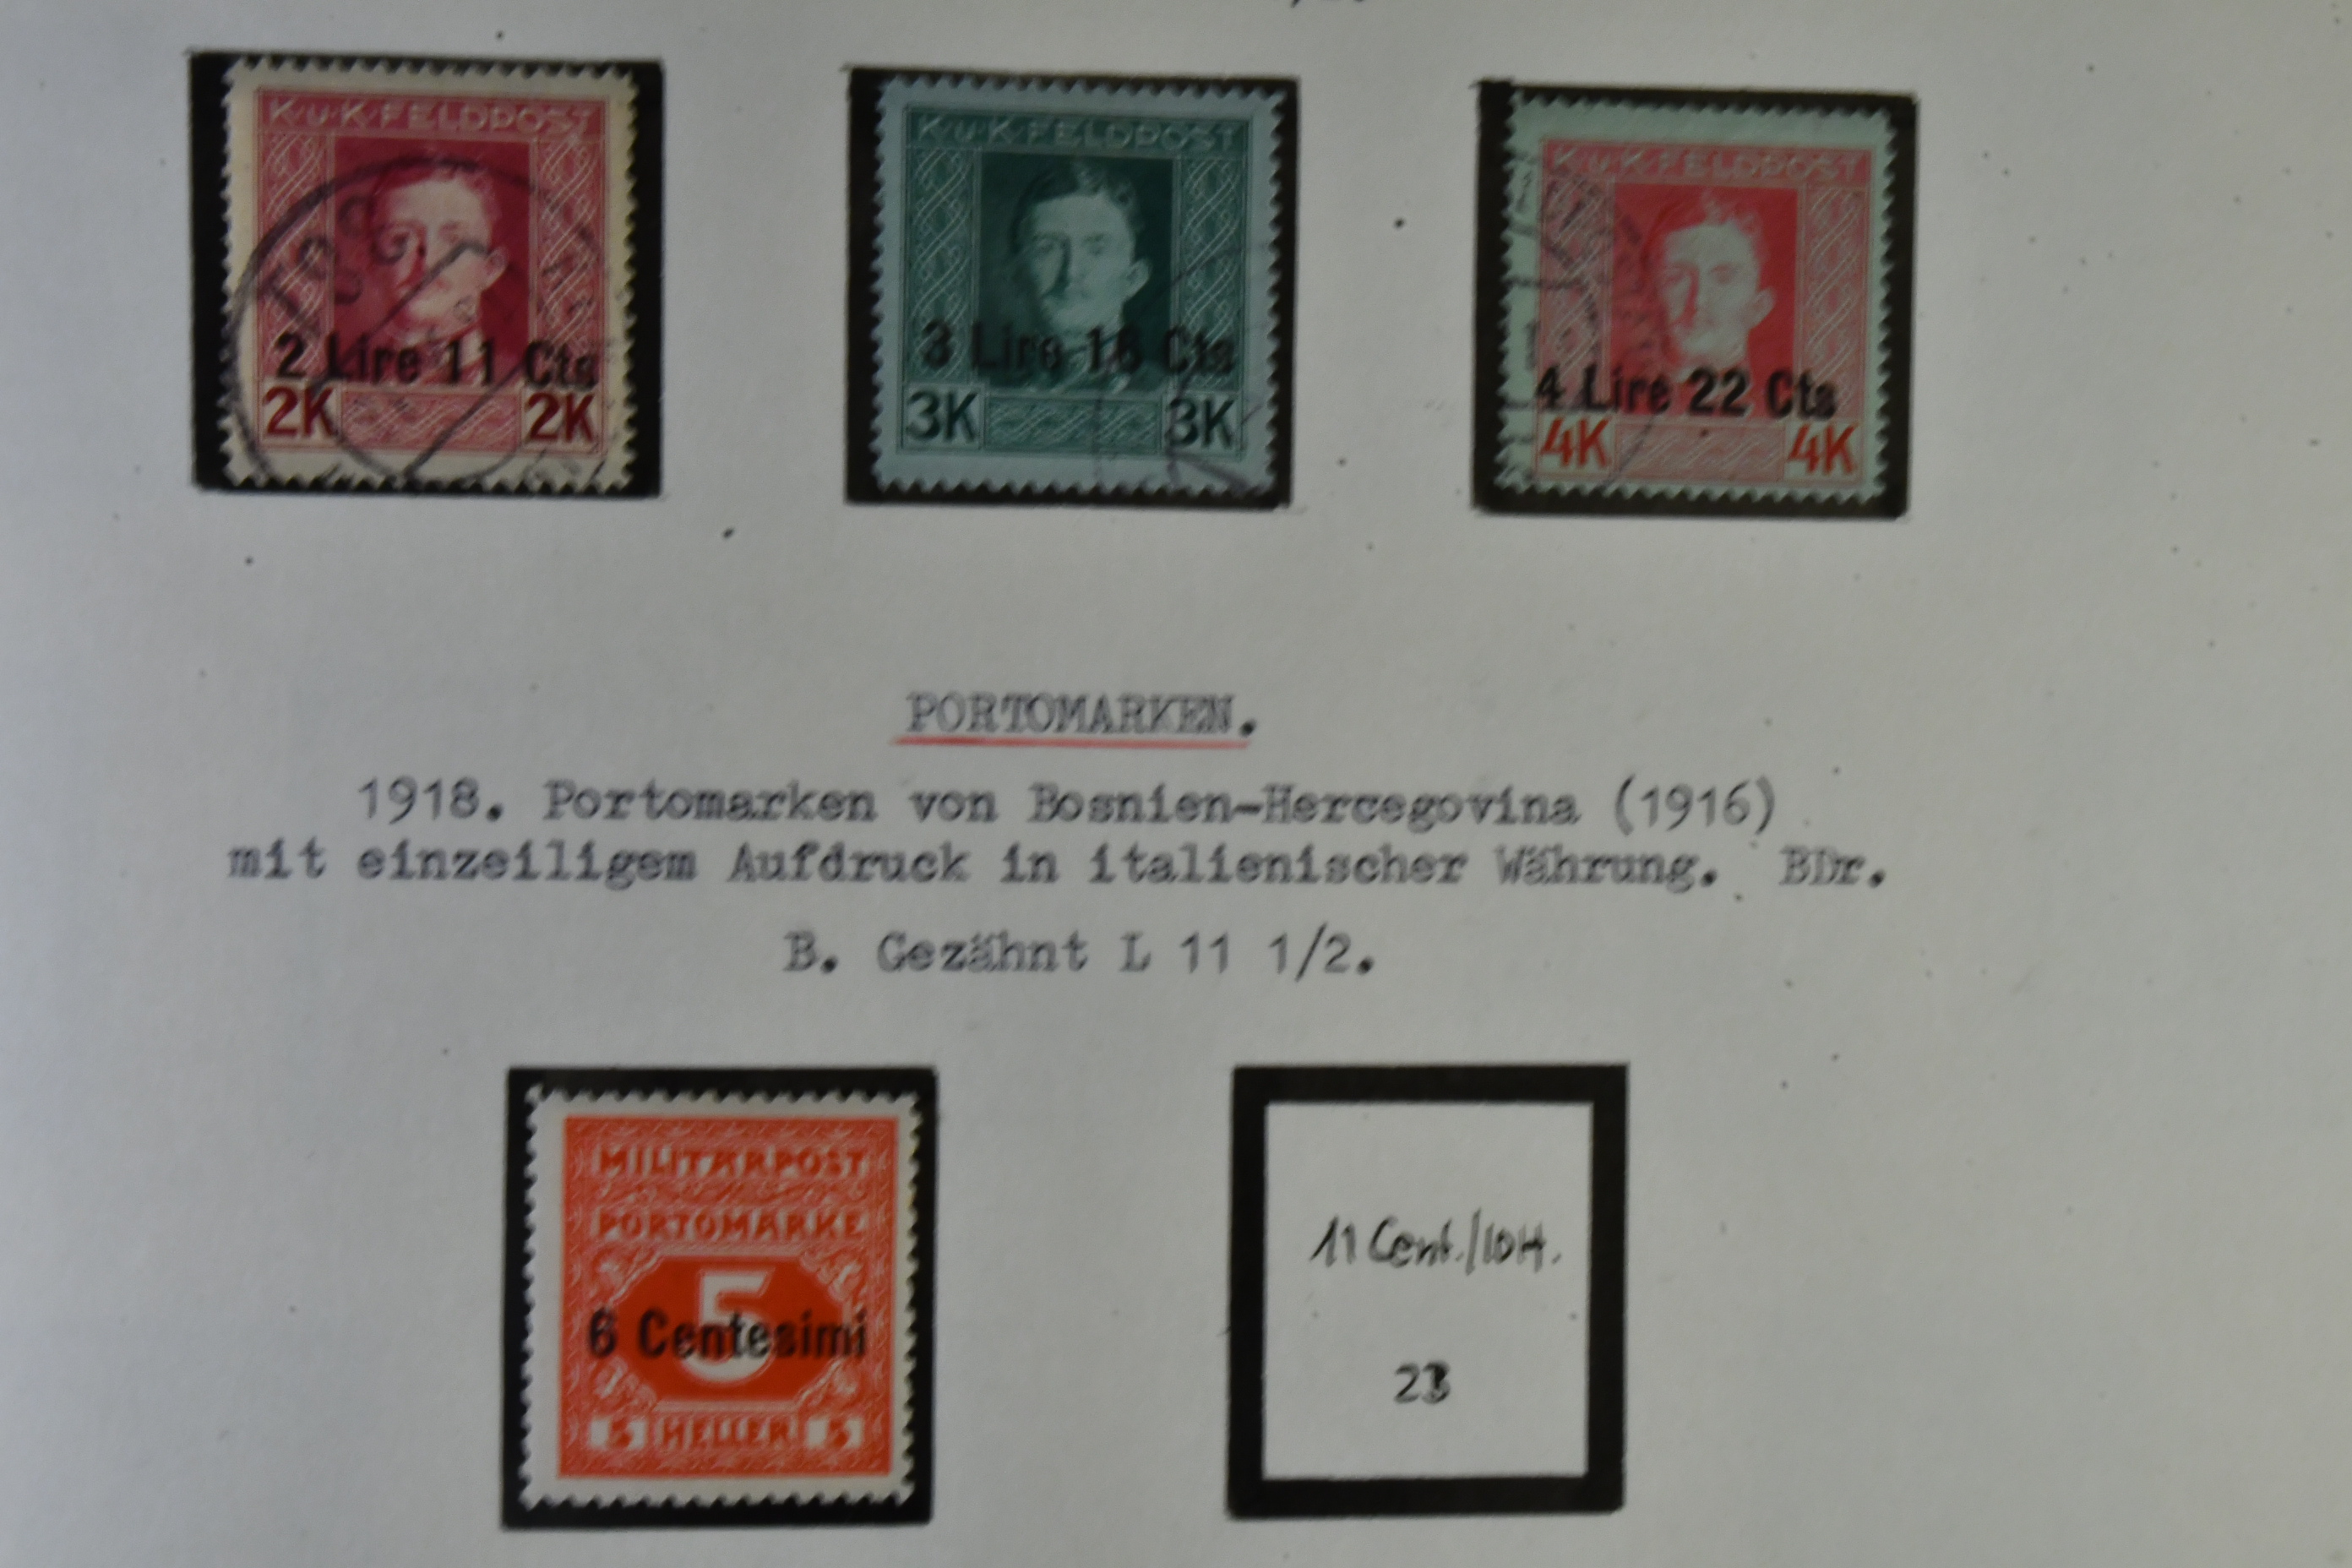 K.u.K.FELDPOST
2 Lire 11 Cts
2K 2K
K.u.K.FELDPOST
3 Lire 16 Cts
3K 3K
K.u.K.FELDPOST
4 Lire 22 Cts
4K 4K
PORTOMARKEN.
1918. Portomarken von Bosnien-Hercegovina (1916)
mit einzeiligem Aufdruck in italienischer Währung. BDr.
B. Gezähnt L 11 1/2.
MILITÄRPOST
PORTOMARKE
5
6 Centesimi
5 HELLER 5
11 Cent./10H.
23